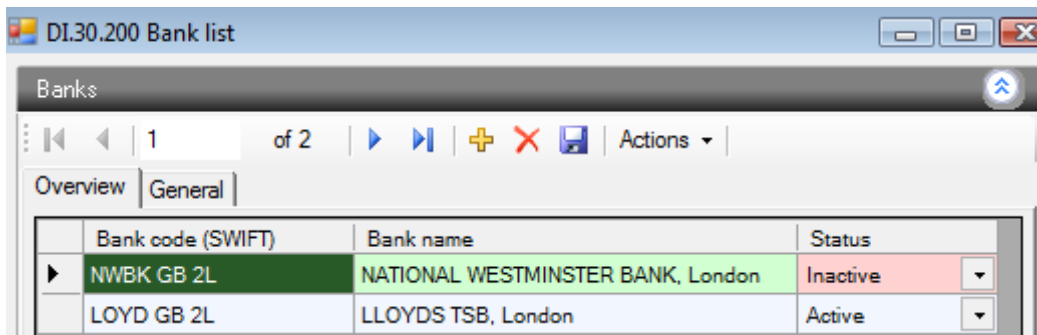 DI.30.200 Bank list
Banks
1 of 2 Actions
Overview General
Bank code (SWIFT) Bank name Status
NWBK GB 2L NATIONAL WESTMINSTER BANK, London Inactive
LOYD GB 2L LLOYDS TSB, London Active